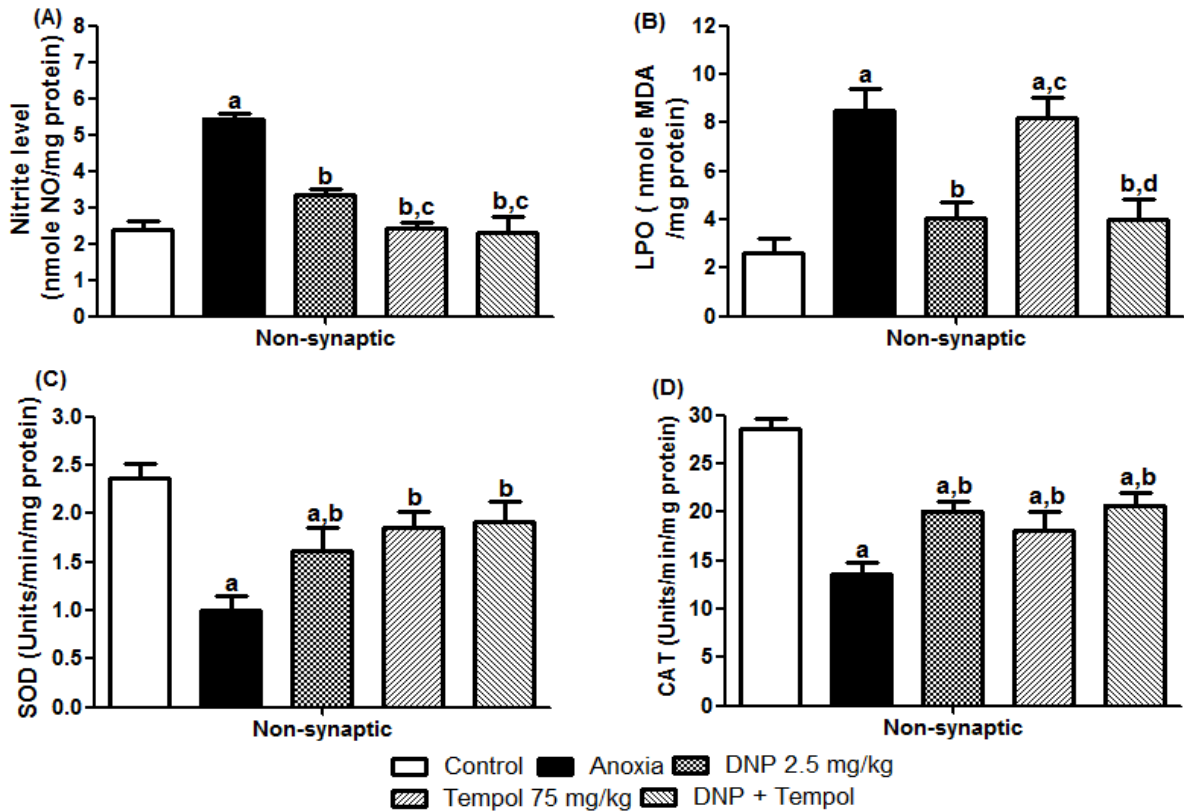 (A)
Nitrite level
(nmole NO/mg protein)
8
7
6
5
4
3
2
1
0
a
b
b,c
b,c
Non-synaptic
(B)
LPO ( nmole MDA
/mg protein)
12
10
8
6
4
2
0
a
b
a,c
b,d
Non-synaptic
(C)
SOD (Units/min/mg protein)
3.0
2.5
2.0
1.5
1.0
0.5
0.0
a
a,b
b
b
Non-synaptic
(D)
CAT (Units/min/mg protein)
30
25
20
15
10
5
0
a
a,b
a,b
a,b
Non-synaptic
Control Anoxia DNP 2.5 mg/kg
Tempol 75 mg/kg DNP + Tempol